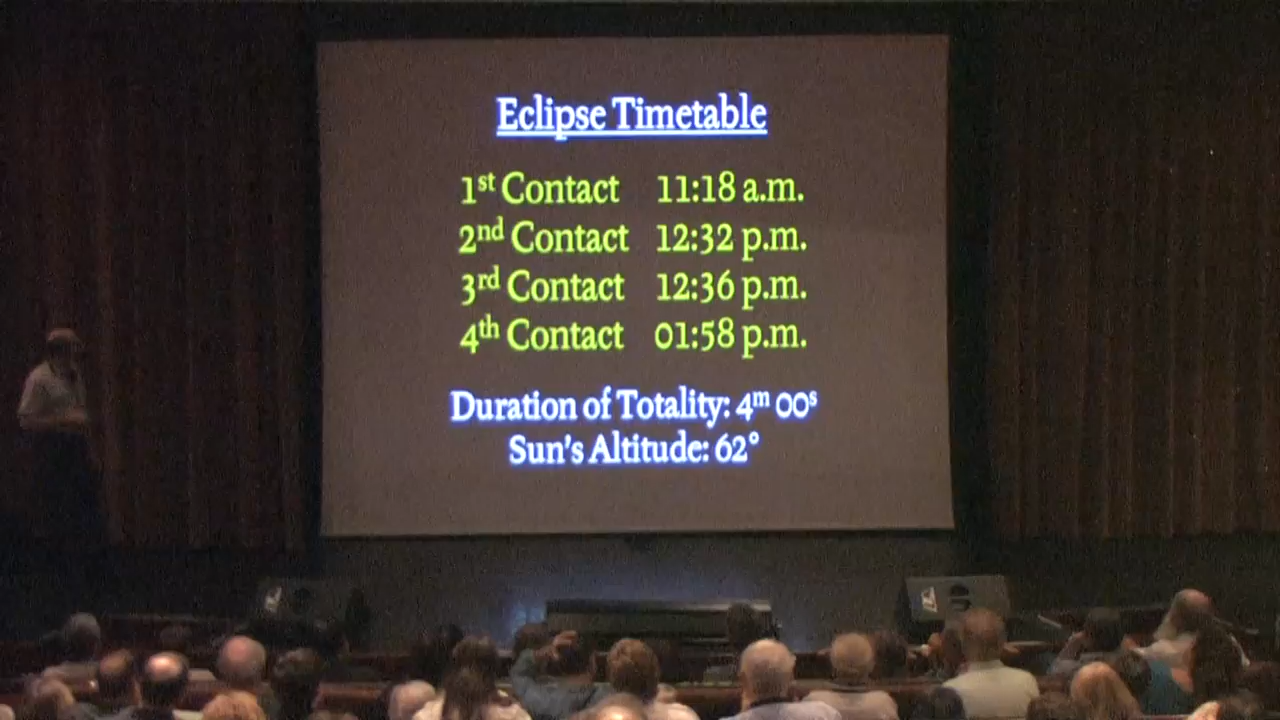 Eclipse Timetable
1st Contact 11:18 a.m.
2nd Contact 12:32 p.m.
3rd Contact 12:36 p.m.
4th Contact 01:58 p.m.
Duration of Totality: 4m 00s
Sun's Altitude: 62°